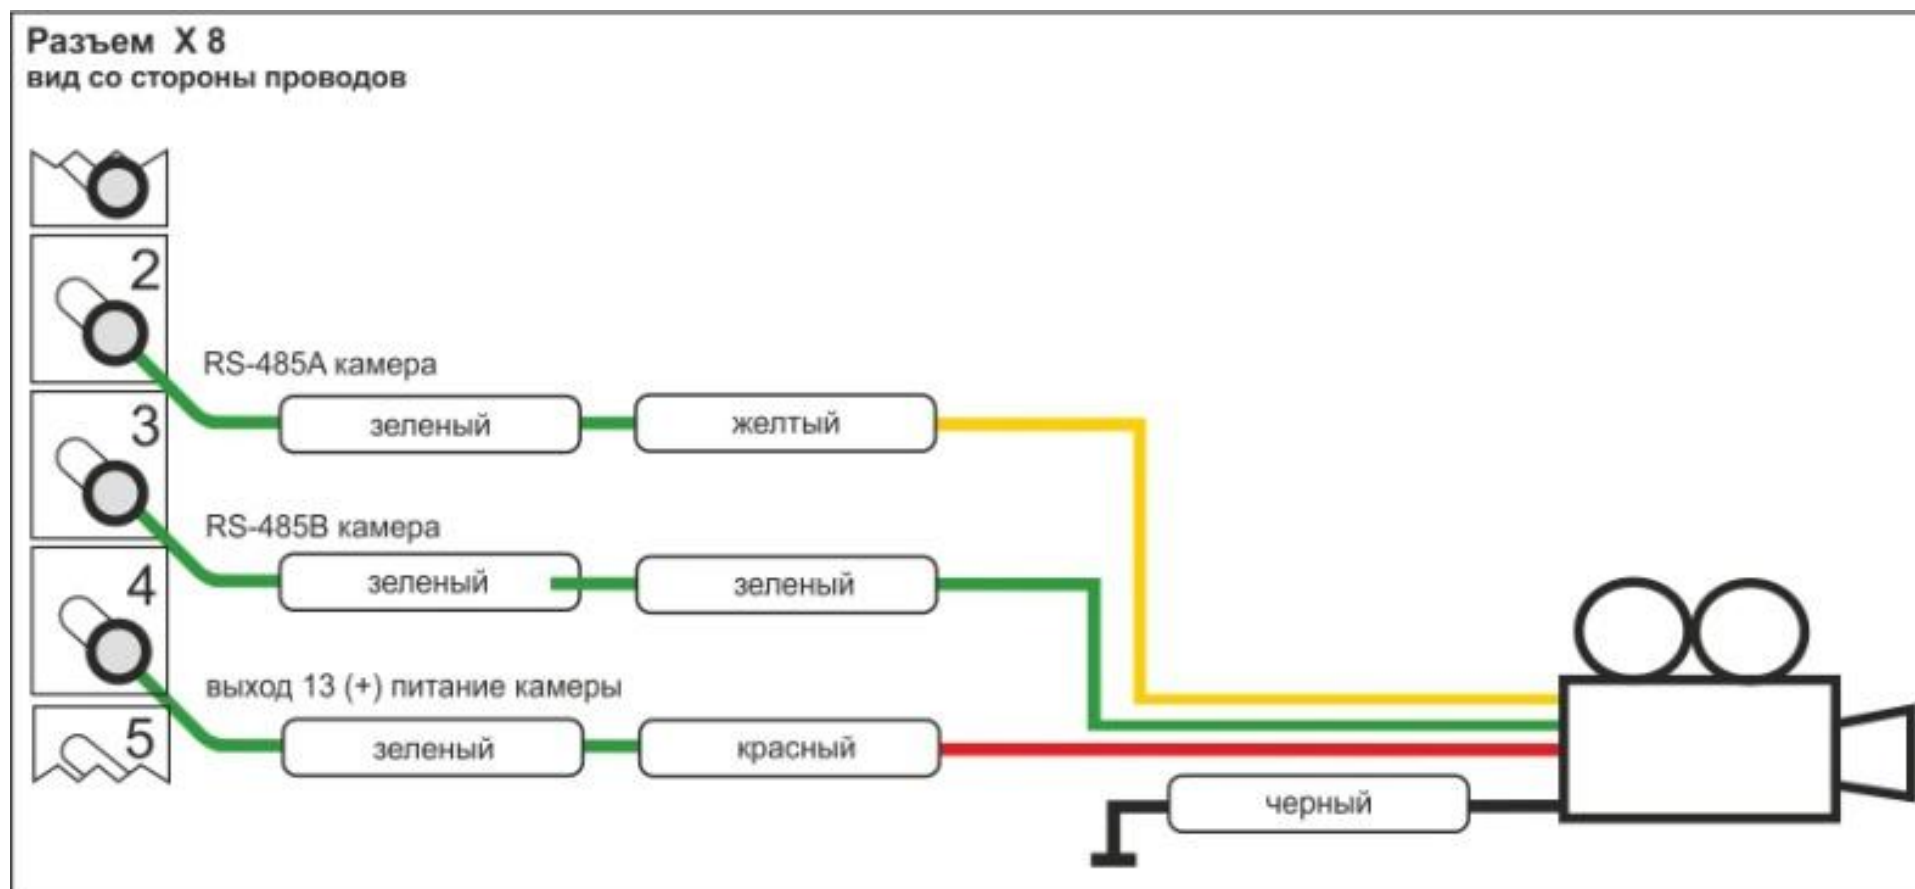 Разъем X 8
вид со стороны проводов
2
RS-485A камера
зеленый
желтый
3
RS-485B камера
зеленый
зеленый
4
выход 13 (+) питание камеры
зеленый
красный
5
черный